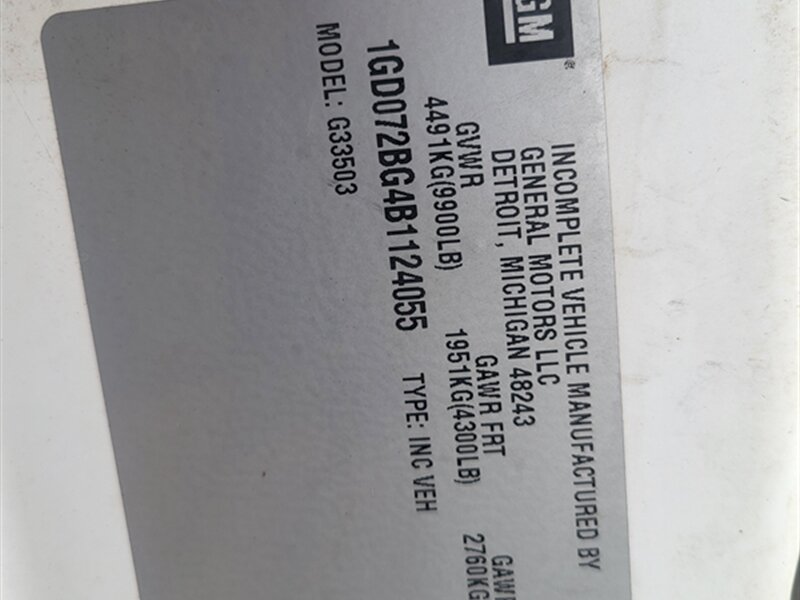 GM
INCOMPLETE VEHICLE MANUFACTURED BY
GENERAL MOTORS LLC
DETROIT, MICHIGAN 48243
GVWR GAWR FRT
4491KG(9900LB) 1951KG(4300LB) 2760KG
1GD072BG4B1124055 TYPE: INC VEH
MODEL: G33503